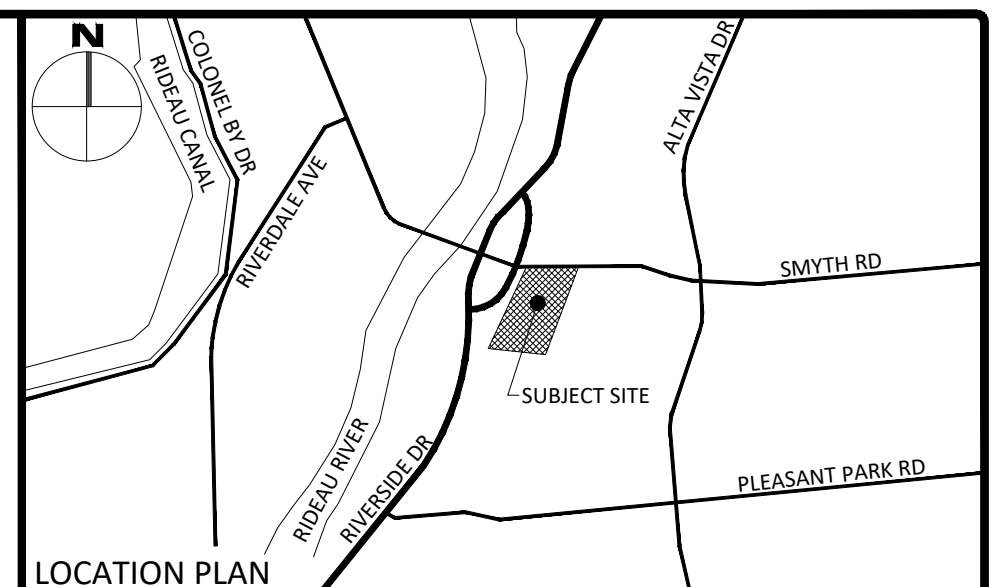 N
COLONEL BY DR
RIDEAU CANAL
ALTA VISTA DR
RIVERDALE AVE
SMYTH RD
SUBJECT SITE
RIDEAU RIVER
RIVERSIDE DR
PLEASANT PARK RD
LOCATION PLAN